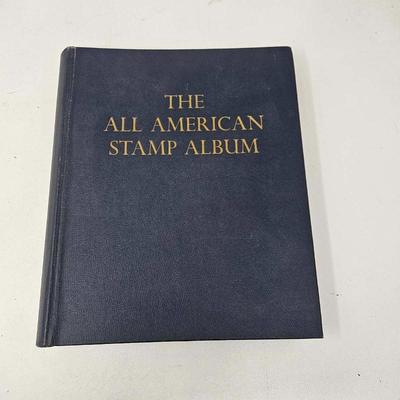 THE
ALL AMERICAN
STAMP ALBUM